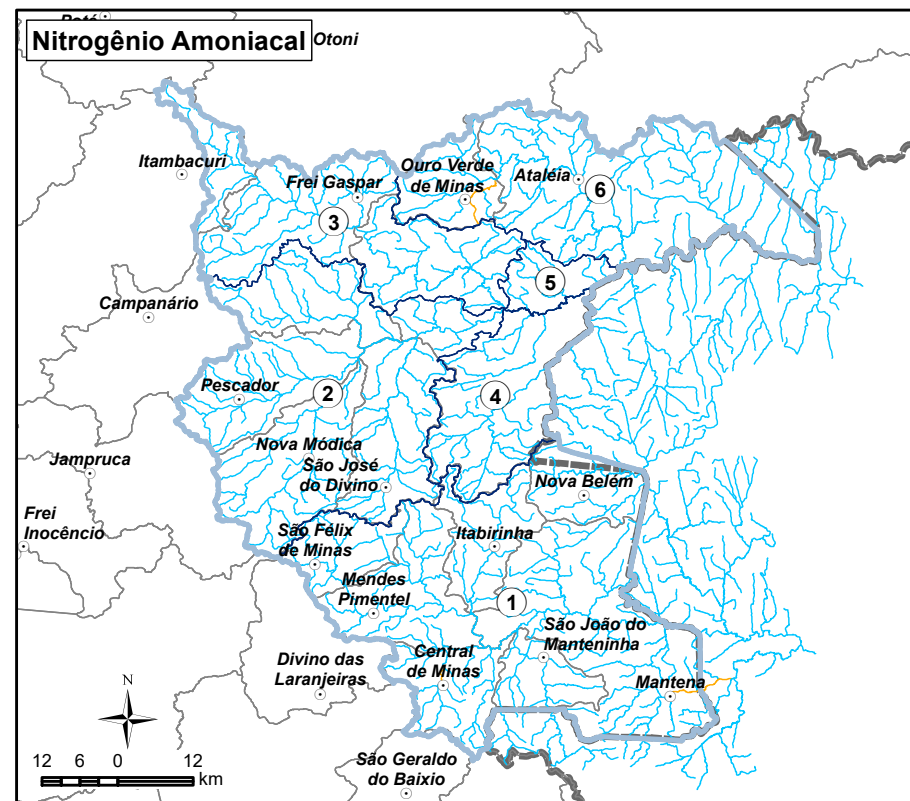 Nitrogênio Amoniacal
Otoni
Itambacuri
Ouro Verde
de Minas
Ataléia
Frei Gaspar
6
3
5
Campanário
Pescador
2
4
Nova Módica
São José
do Divino
Jampruca
Nova Belém
Frei
Inocêncio
São Félix
de Minas
Itabirinha
Mendes
Pimentel
1
São João do
Manteninha
Divino das
Laranjeiras
Central
de Minas
Mantena
N
São Geraldo
do Baixio
12 6 0 12
km